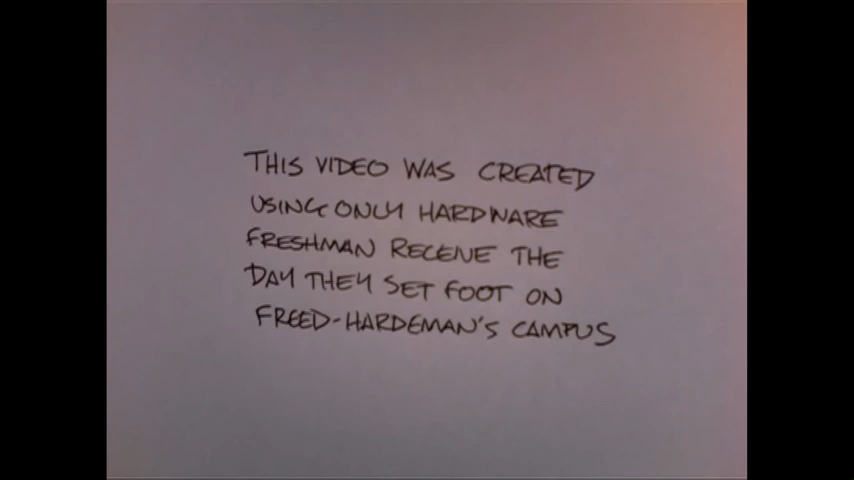 THIS VIDEO WAS CREATED
USING ONLY HARDWARE
FRESHMAN RECEIVE THE
DAY THEY SET FOOT ON
FREED-HARDEMAN'S CAMPUS